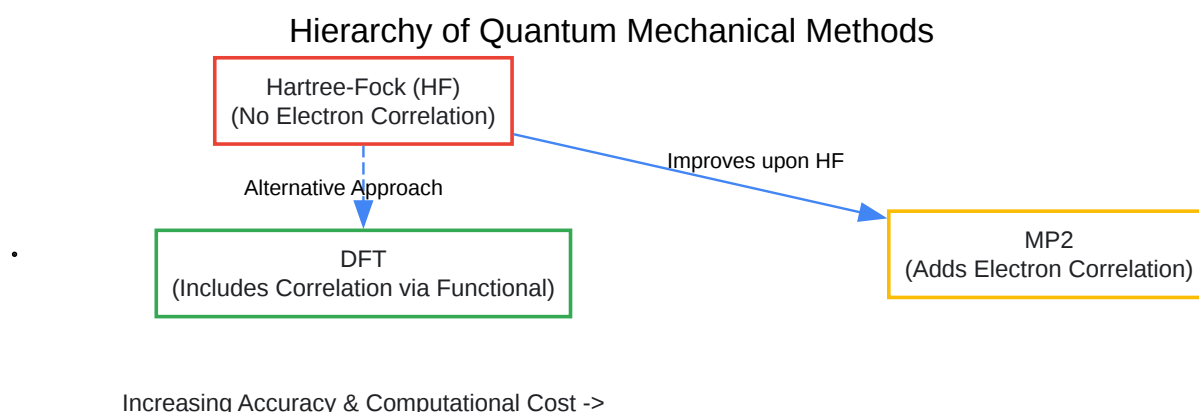 Hierarchy of Quantum Mechanical Methods
Hartree-Fock (HF)
(No Electron Correlation)
Improves upon HF
Alternative Approach
MP2
(Adds Electron Correlation)
DFT
(Includes Correlation via Functional)
Increasing Accuracy & Computational Cost ->